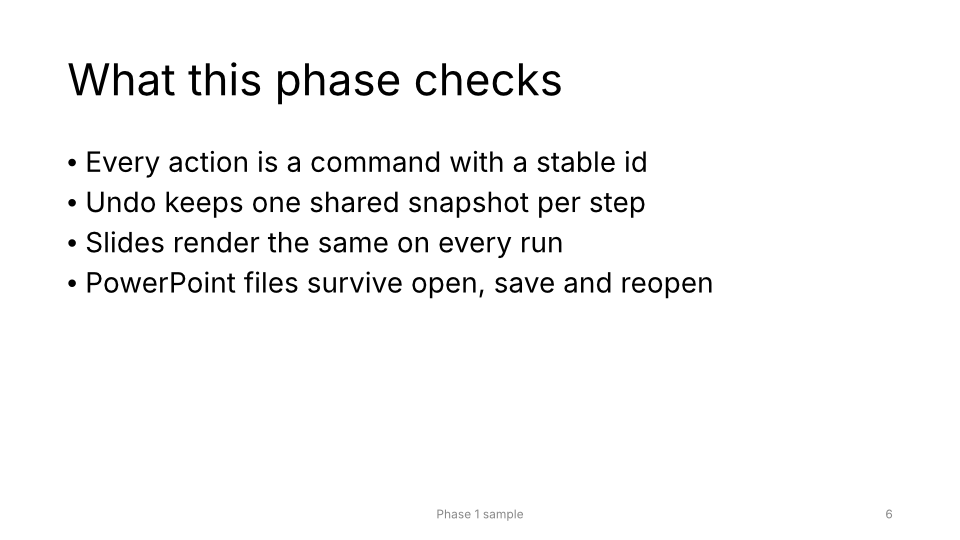 What this phase checks
• Every action is a command with a stable id
• Undo keeps one shared snapshot per step
• Slides render the same on every run
• PowerPoint files survive open, save and reopen
Phase 1 sample
6